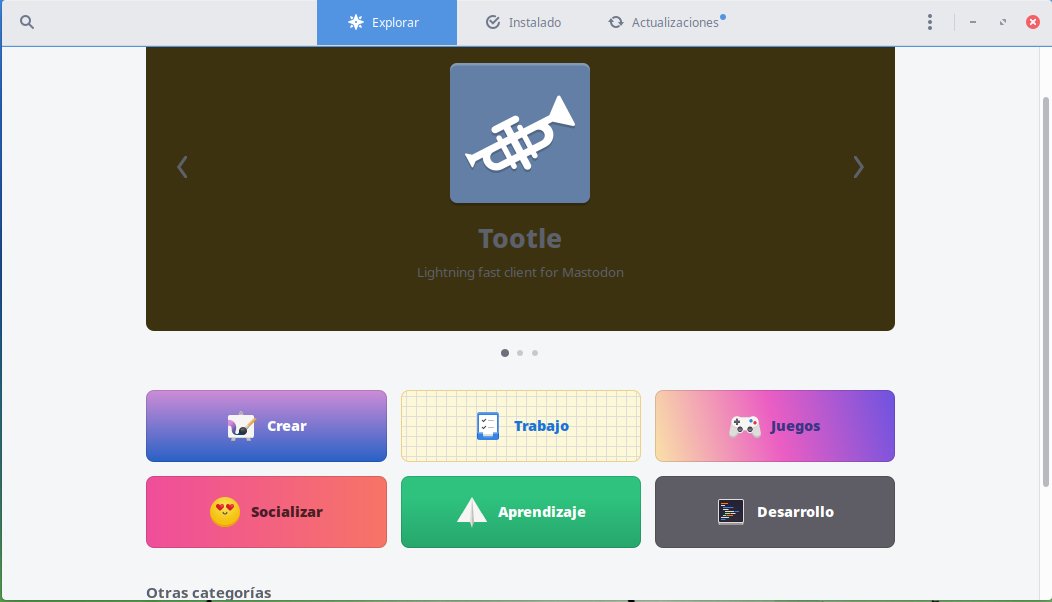 Explorar
Instalado
Actualizaciones
Tootle
Lightning fast client for Mastodon
Crear
Trabajo
Juegos
Socializar
Aprendizaje
Desarrollo
Otras categorías